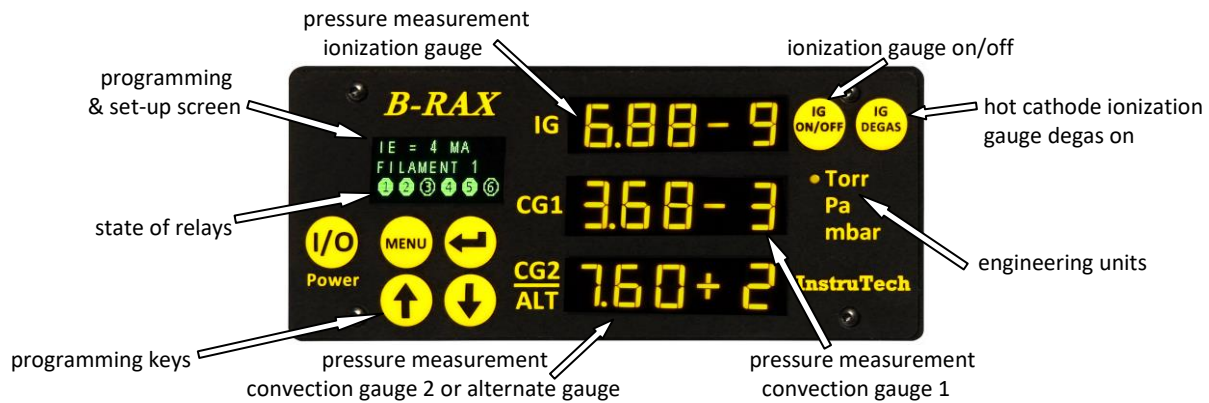 pressure measurement
ionization gauge
ionization gauge on/off
programming
& set-up screen
hot cathode ionization
gauge degas on
B-RAX
IG
6.88 - 9
IG
ON/OFF
IG
DEGAS
IE = 4 MA
FILAMENT 1
1 2 3 4 5 6
state of relays
CG1
3.68 - 3
Torr
Pa
mbar
engineering units
I/O
Power
MENU
CG2
ALT
7.60 + 2
InstruTech
programming keys
pressure measurement
convection gauge 2 or alternate gauge
pressure measurement
convection gauge 1